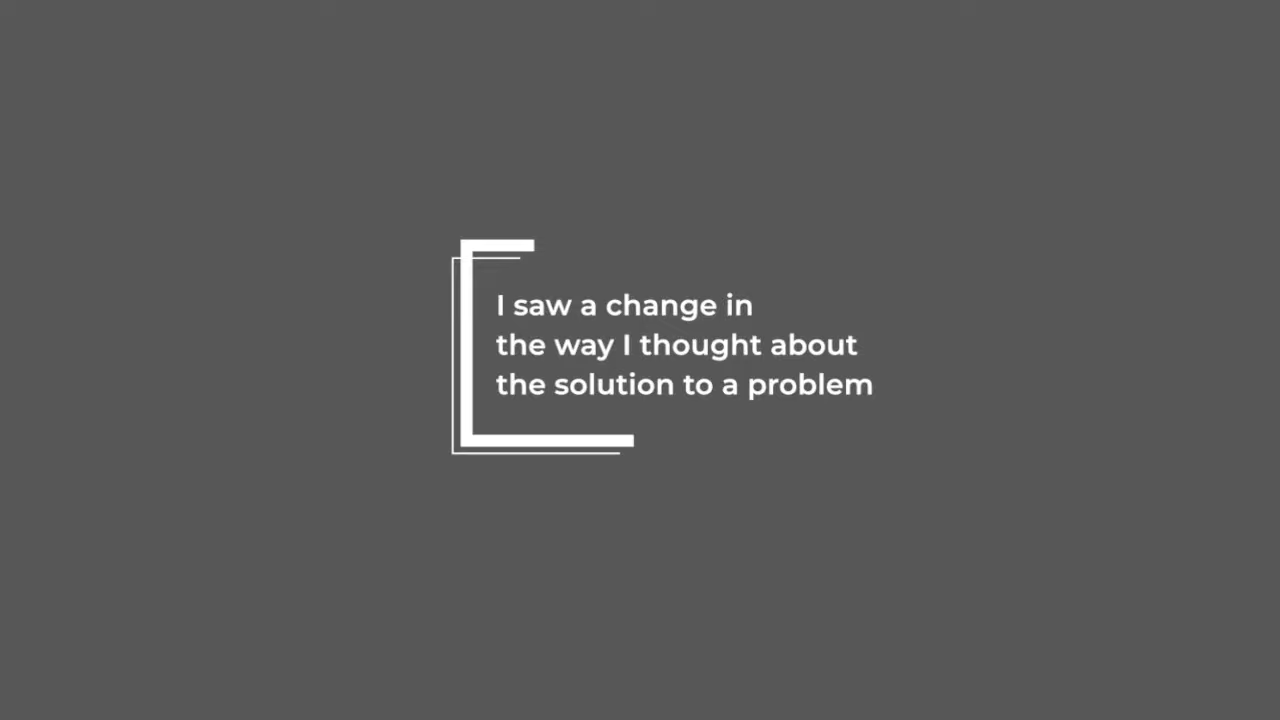 I saw a change in
the way I thought about
the solution to a problem